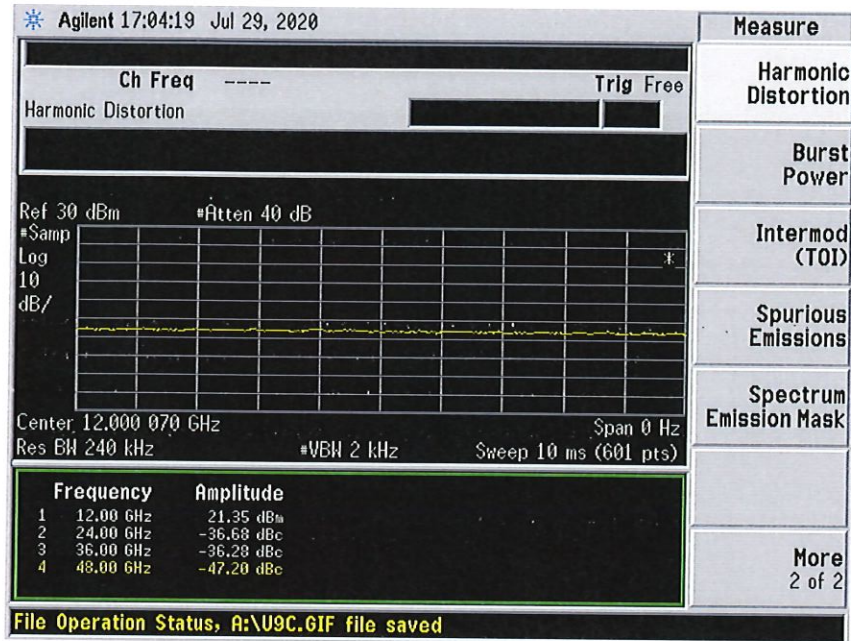 Agilent 17:04:19 Jul 29, 2020
Measure
Ch Freq ----
Trig Free
Harmonic Distortion
Harmonic
Distortion
Burst
Power
Intermod
(TOI)
Spurious
Emissions
Spectrum
Emission Mask
More
2 of 2
Ref 30 dBm #Atten 40 dB
#Samp
Log
10
dB/
*
Center 12.000 070 GHz Span 0 Hz
Res BW 240 kHz #VBW 2 kHz Sweep 10 ms (601 pts)
Frequency Amplitude
1 12.00 GHz 21.35 dBm
2 24.00 GHz -36.68 dBc
3 36.00 GHz -36.28 dBc
4 48.00 GHz -47.20 dBc
File Operation Status, A:\U9C.GIF file saved